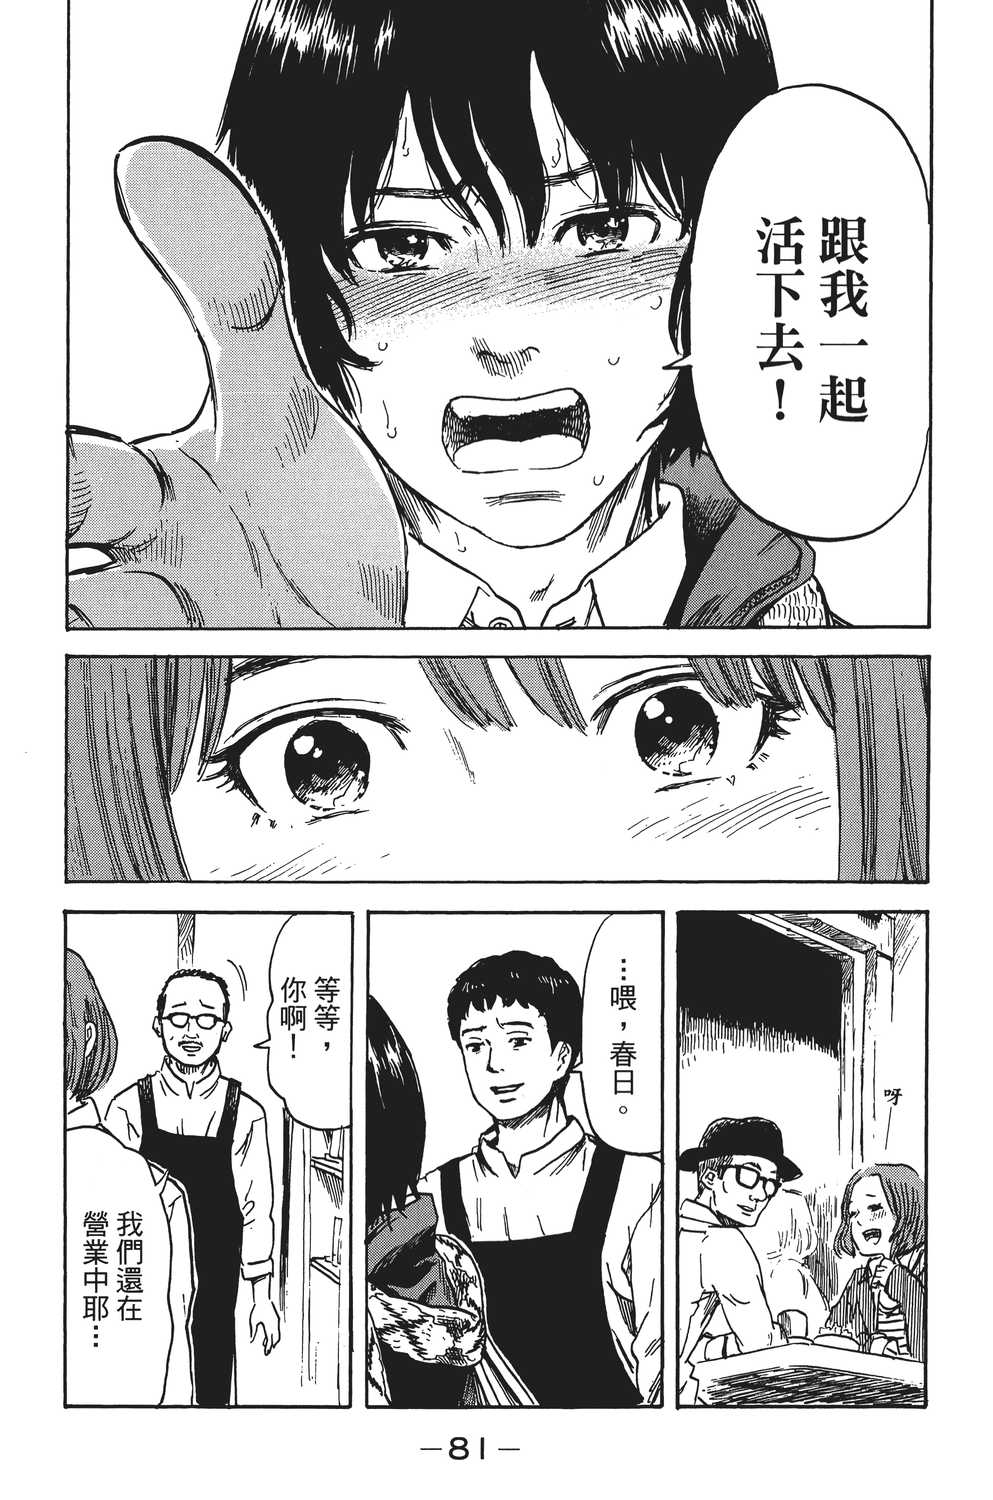 跟我一起
活下去！
呀
…喂，春日。
等等，
你啊！
我們還在
營業中耶…
－81－